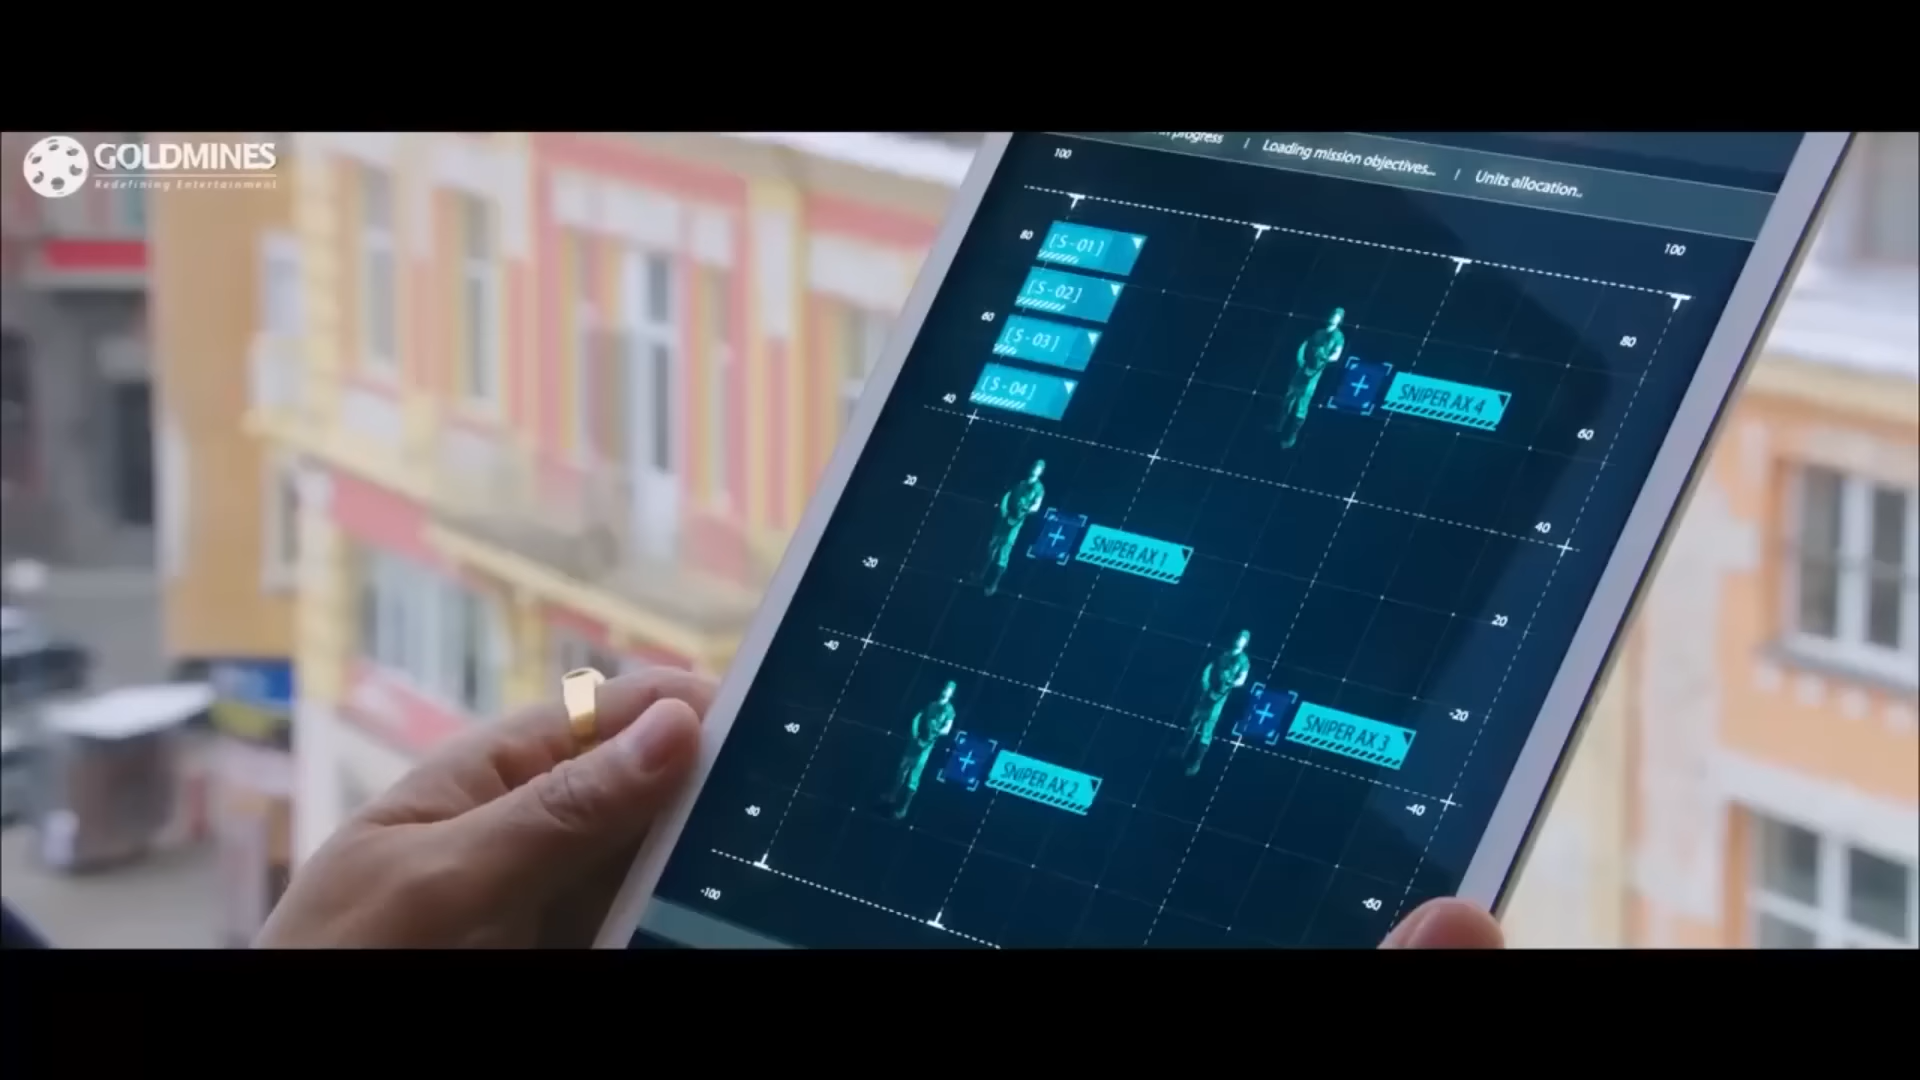 GOLDMINES
Redefining Entertainment
progress | Loading mission objectives... | Units allocation..
100
100
80
[ S - 01 ]
[ S - 02 ]
60
[ S - 03 ]
[ S - 04 ]
40
80
SNIPER AX 4
60
20
40
SNIPER AX 1
-20
20
-40
-20
SNIPER AX 3
-60
SNIPER AX 2
-40
-80
-100
-60